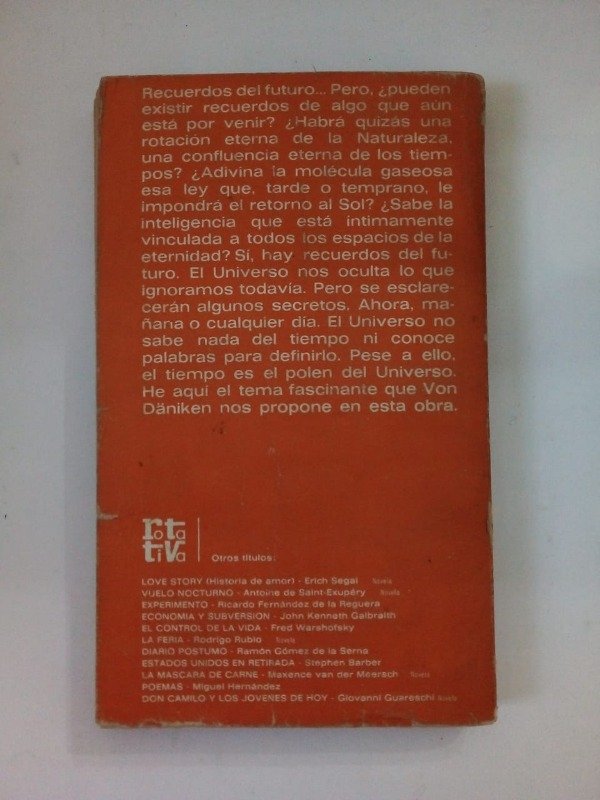 Recuerdos del futuro... Pero, ¿pueden
existir recuerdos de algo que aún
está por venir? ¿Habrá quizás una
rotación eterna de la Naturaleza,
una confluencia eterna de los tiem-
pos? ¿Adivina la molécula gaseosa
esa ley que, tarde o temprano, le
impondrá el retorno al Sol? ¿Sabe la
inteligencia que está íntimamente
vinculada a todos los espacios de la
eternidad? Sí, hay recuerdos del fu-
turo. El Universo nos oculta lo que
ignoramos todavía. Pero se esclare-
cerán algunos secretos. Ahora, ma-
ñana o cualquier día. El Universo no
sabe nada del tiempo ni conoce
palabras para definirlo. Pese a ello,
el tiempo es el polen del Universo.
He aquí el tema fascinante que Von
Däniken nos propone en esta obra.
rota
tiva
Otros títulos:
LOVE STORY (Historia de amor) - Erich Segal Novela
VUELO NOCTURNO - Antoine de Saint-Exupéry Novela
EXPERIMENTO - Ricardo Fernández de la Reguera
ECONOMIA Y SUBVERSION - John Kenneth Galbraith
EL CONTROL DE LA VIDA - Fred Warshofsky
LA FERIA - Rodrigo Rubio Novela
DIARIO POSTUMO - Ramón Gómez de la Serna
ESTADOS UNIDOS EN RETIRADA - Stephen Barber
LA MASCARA DE CARNE - Maxence van der Meersch Novela
POEMAS - Miguel Hernández
DON CAMILO Y LOS JOVENES DE HOY - Giovanni Guareschi Novela